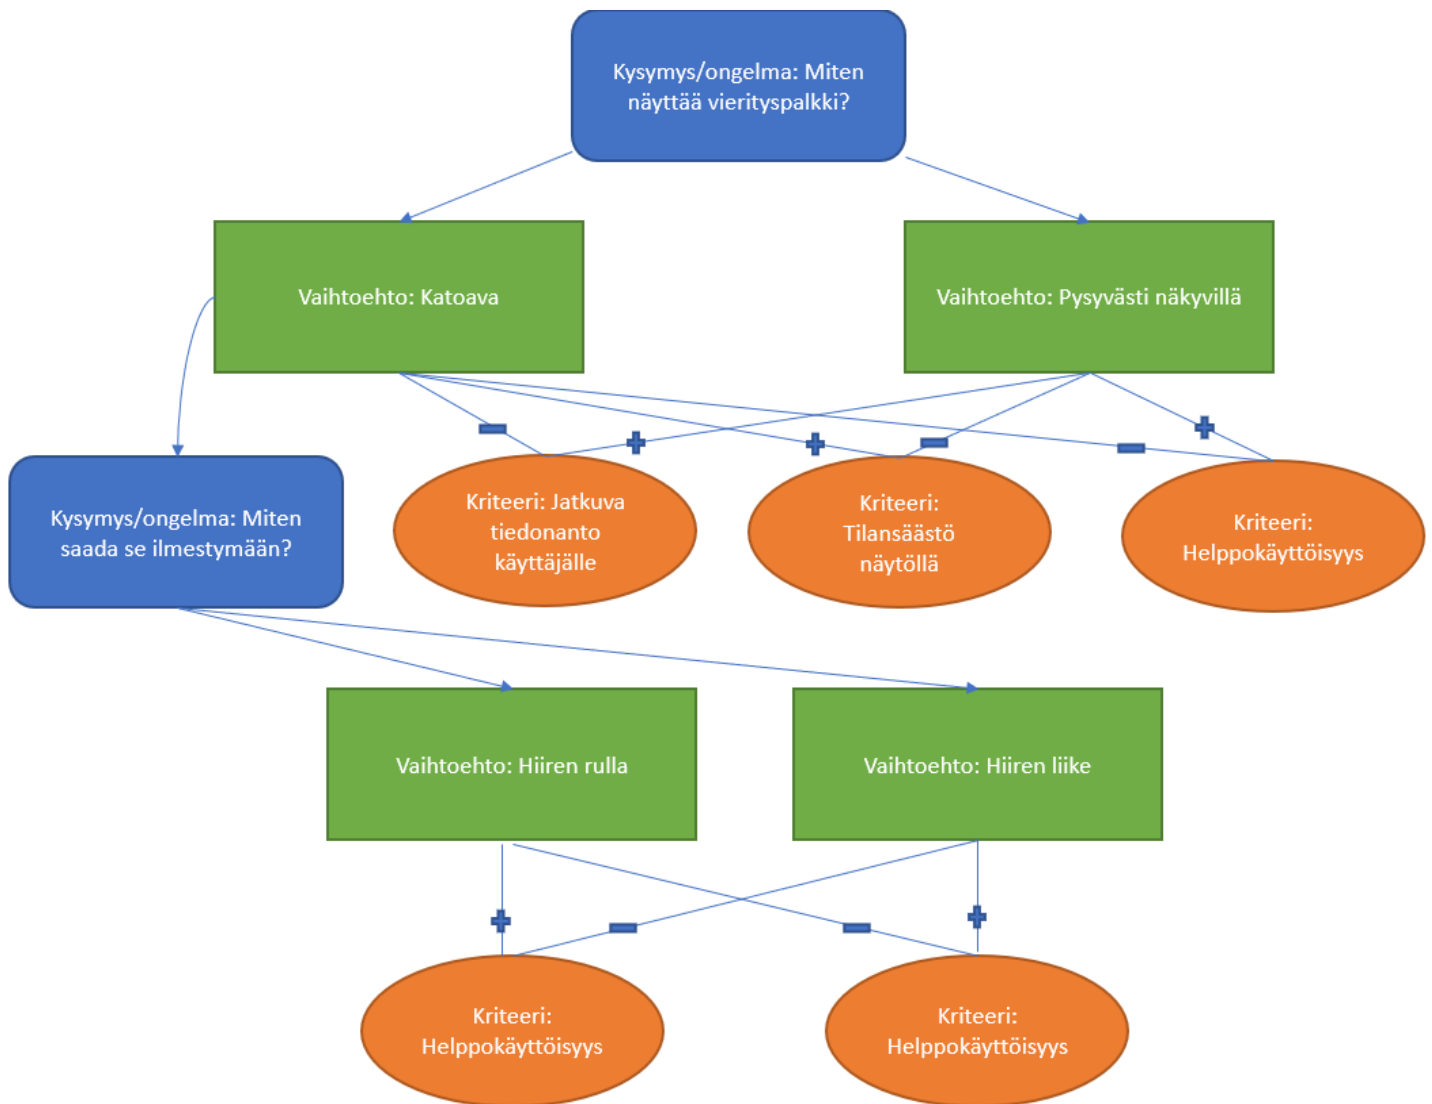 Kysymys/ongelma: Miten
näyttää vierityspalkki?
Vaihtoehto: Katoava
Vaihtoehto: Pysyvästi näkyvillä
Kysymys/ongelma: Miten
saada se ilmestymään?
Kriteeri: Jatkuva
tiedonanto
käyttäjälle
Kriteeri:
Tilansäästö
näytöllä
Kriteeri:
Helppokäyttöisyys
Vaihtoehto: Hiiren rulla
Vaihtoehto: Hiiren liike
Kriteeri:
Helppokäyttöisyys
Kriteeri:
Helppokäyttöisyys